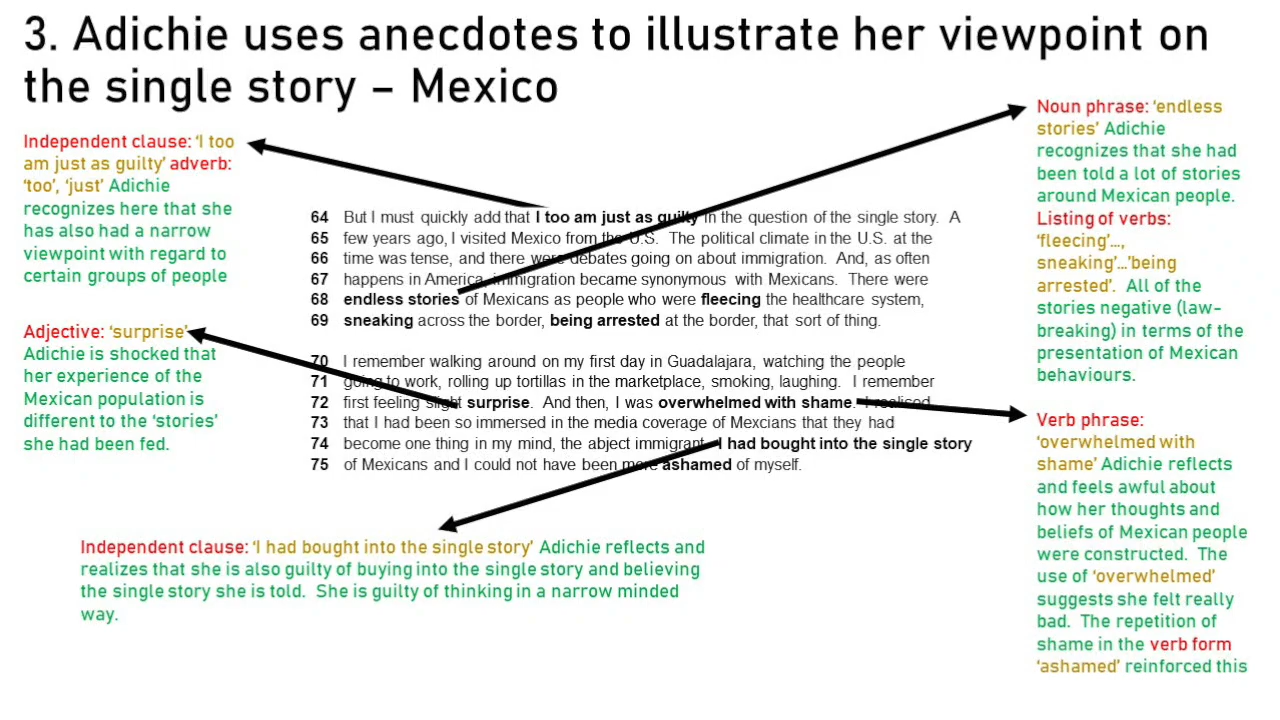 3. Adichie uses anecdotes to illustrate her viewpoint on
the single story – Mexico
Independent clause: ‘I too
am just as guilty’ adverb:
‘too’, ‘just’ Adichie
recognizes here that she
has also had a narrow
viewpoint with regard to
certain groups of people
Adjective: ‘surprise’
Adichie is shocked that
her experience of the
Mexican population is
different to the ‘stories’
she had been fed.
64 But I must quickly add that I too am just as guilty in the question of the single story. A
65 few years ago, I visited Mexico from the U.S. The political climate in the U.S. at the
66 time was tense, and there were debates going on about immigration. And, as often
67 happens in America, immigration became synonymous with Mexicans. There were
68 endless stories of Mexicans as people who were fleecing the healthcare system,
69 sneaking across the border, being arrested at the border, that sort of thing.
70 I remember walking around on my first day in Guadalajara, watching the people
71 going to work, rolling up tortillas in the marketplace, smoking, laughing. I remember
72 first feeling slight surprise. And then, I was overwhelmed with shame. I realised
73 that I had been so immersed in the media coverage of Mexcians that they had
74 become one thing in my mind, the abject immigrant. I had bought into the single story
75 of Mexicans and I could not have been more ashamed of myself.
Independent clause: ‘I had bought into the single story’ Adichie reflects and
realizes that she is also guilty of buying into the single story and believing
the single story she is told. She is guilty of thinking in a narrow minded
way.
Noun phrase: ‘endless
stories’ Adichie
recognizes that she had
been told a lot of stories
around Mexican people.
Listing of verbs:
‘fleecing’...,
sneaking’...’being
arrested’. All of the
stories negative (law-
breaking) in terms of the
presentation of Mexican
behaviours.
Verb phrase:
‘overwhelmed with
shame’ Adichie reflects
and feels awful about
how her thoughts and
beliefs of Mexican people
were constructed. The
use of ‘overwhelmed’
suggests she felt really
bad. The repetition of
shame in the verb form
‘ashamed’ reinforced this